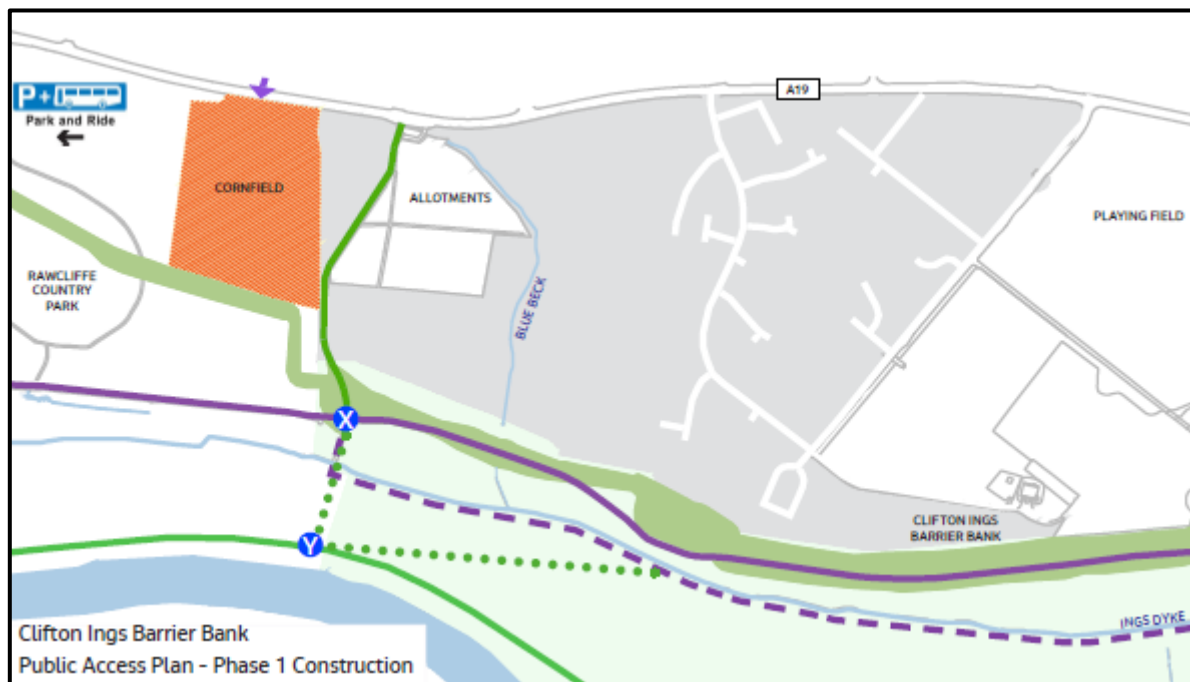 A19
P+
Park and Ride
CORNFIELD
ALLOTMENTS
PLAYING FIELD
RAWCLIFFE
COUNTRY
PARK
BLUE BECK
X
CLIFTON INGS
BARRIER BANK
Y
INGS DYKE
Clifton Ings Barrier Bank
Public Access Plan - Phase 1 Construction